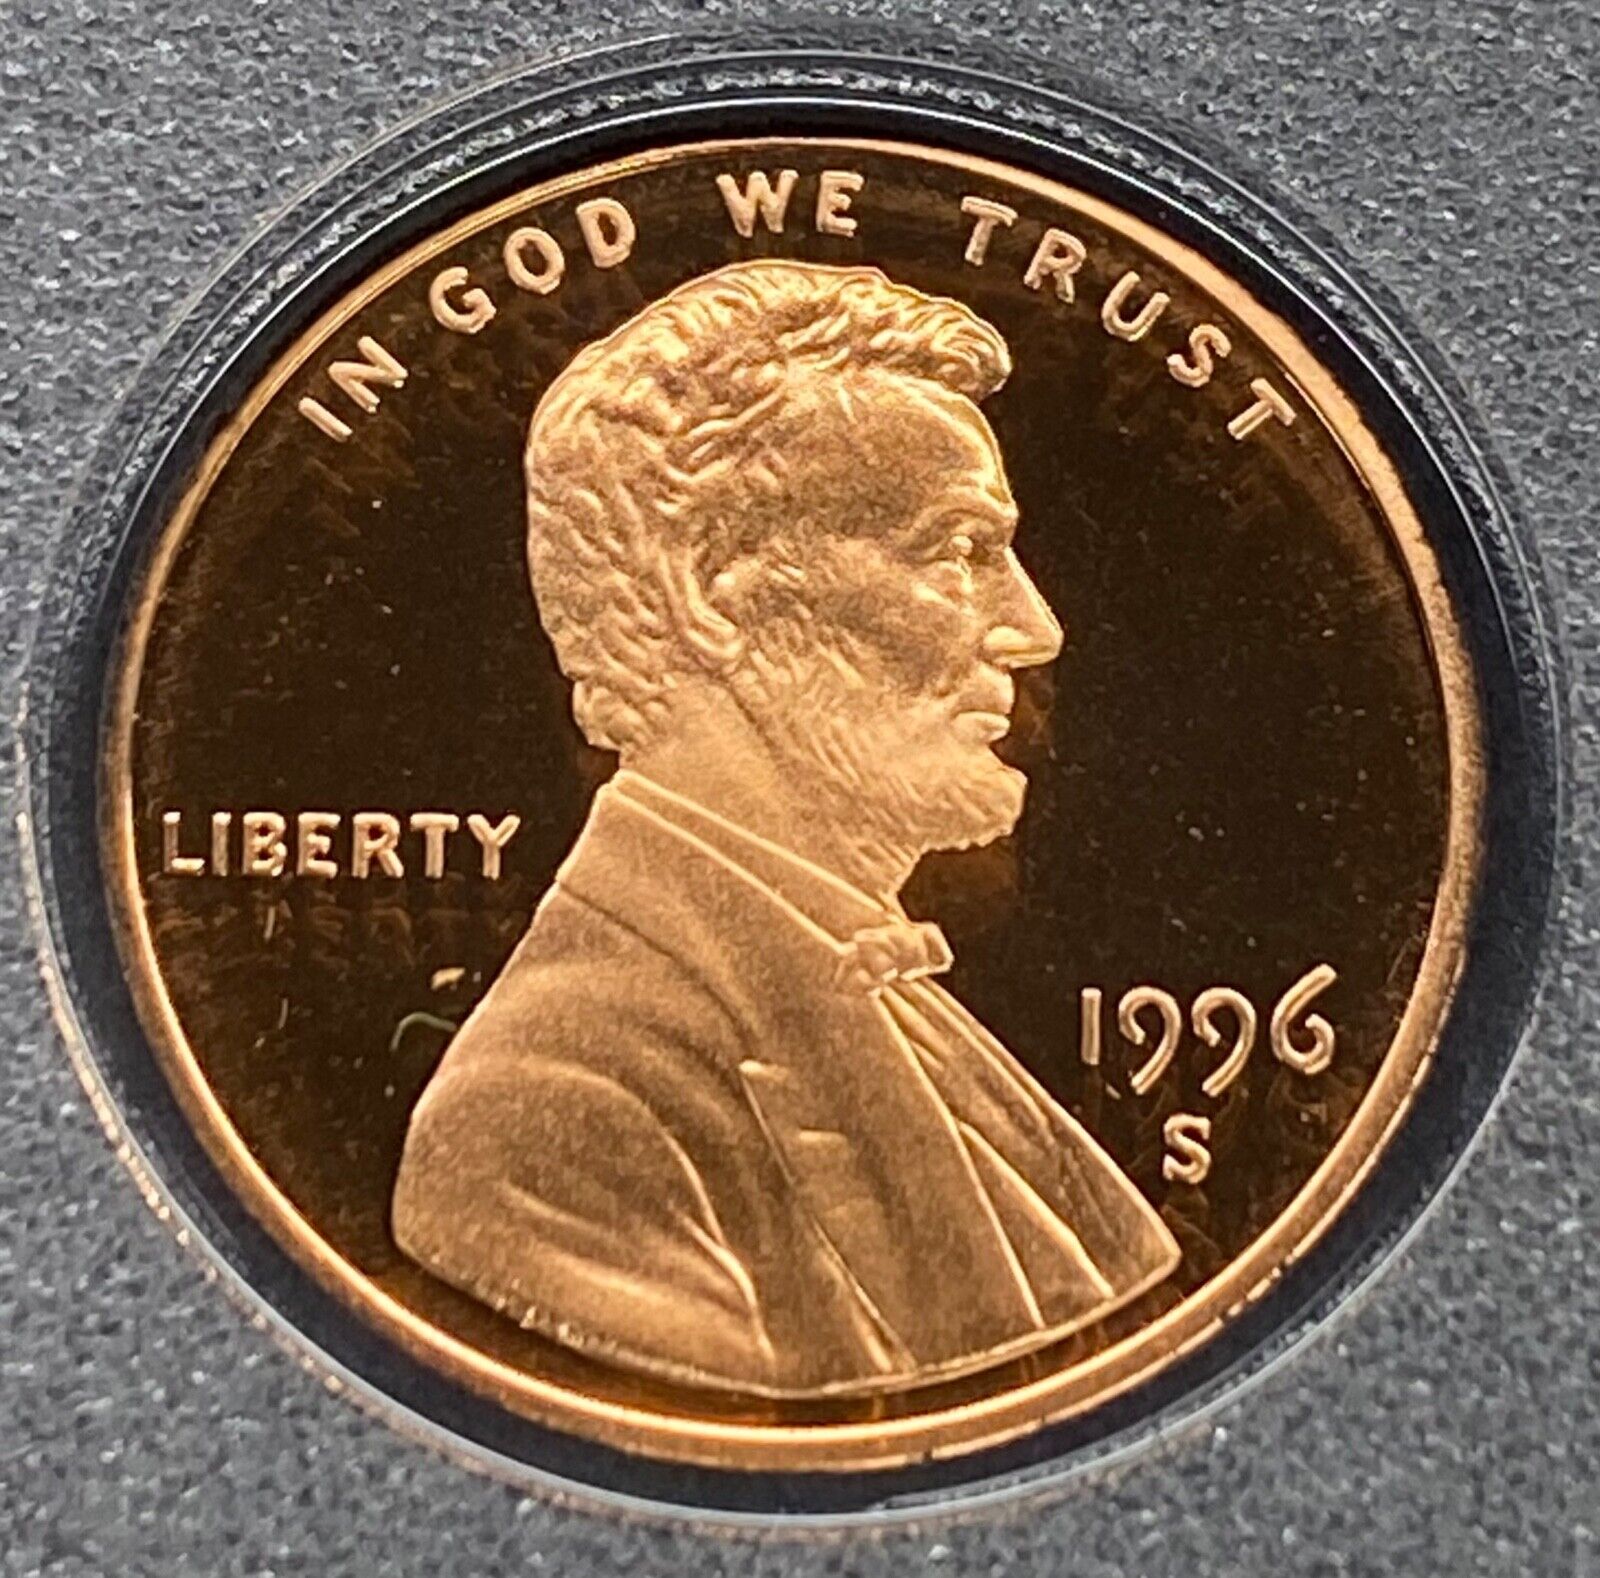 IN GOD WE TRUST
LIBERTY
1996
S